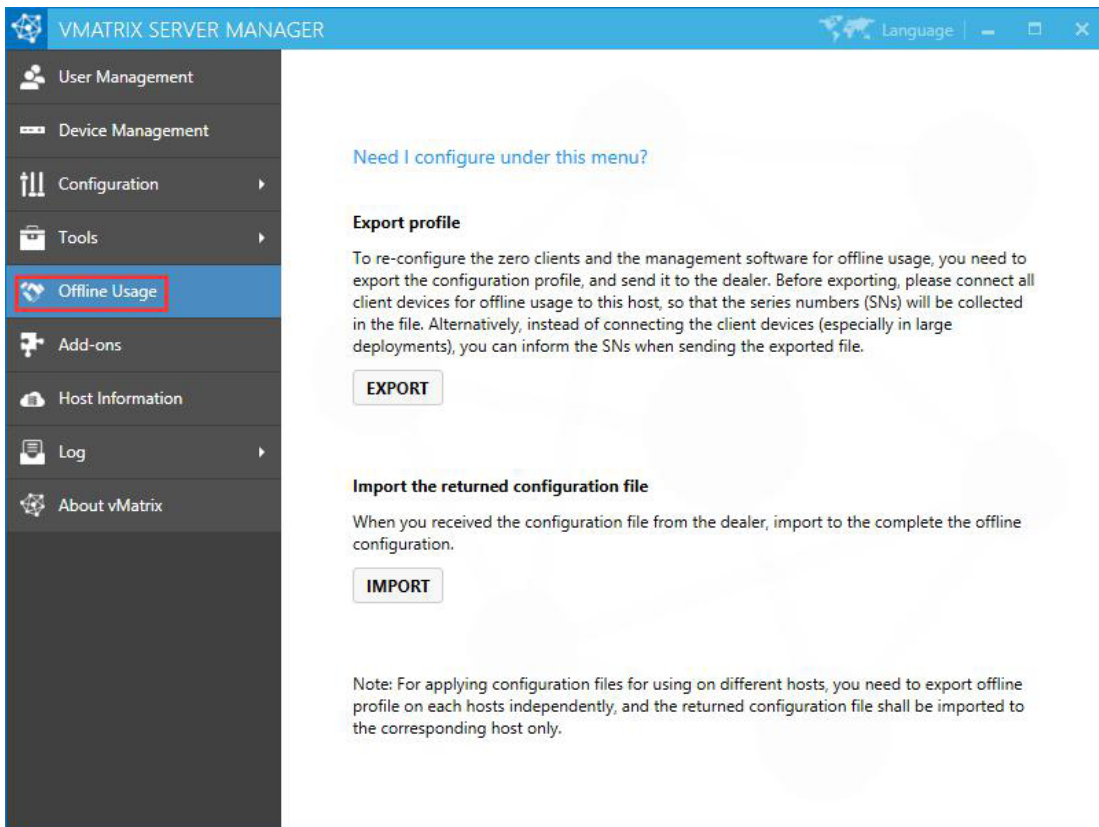 VMATRIX SERVER MANAGER
Language
User Management
Device Management
Configuration
Tools
Offline Usage
Add-ons
Host Information
Log
About vMatrix
Need I configure under this menu?
Export profile
To re-configure the zero clients and the management software for offline usage, you need to
export the configuration profile, and send it to the dealer. Before exporting, please connect all
client devices for offline usage to this host, so that the series numbers (SNs) will be collected
in the file. Alternatively, instead of connecting the client devices (especially in large
deployments), you can inform the SNs when sending the exported file.
EXPORT
Import the returned configuration file
When you received the configuration file from the dealer, import to the complete the offline
configuration.
IMPORT
Note: For applying configuration files for using on different hosts, you need to export offline
profile on each hosts independently, and the returned configuration file shall be imported to
the corresponding host only.